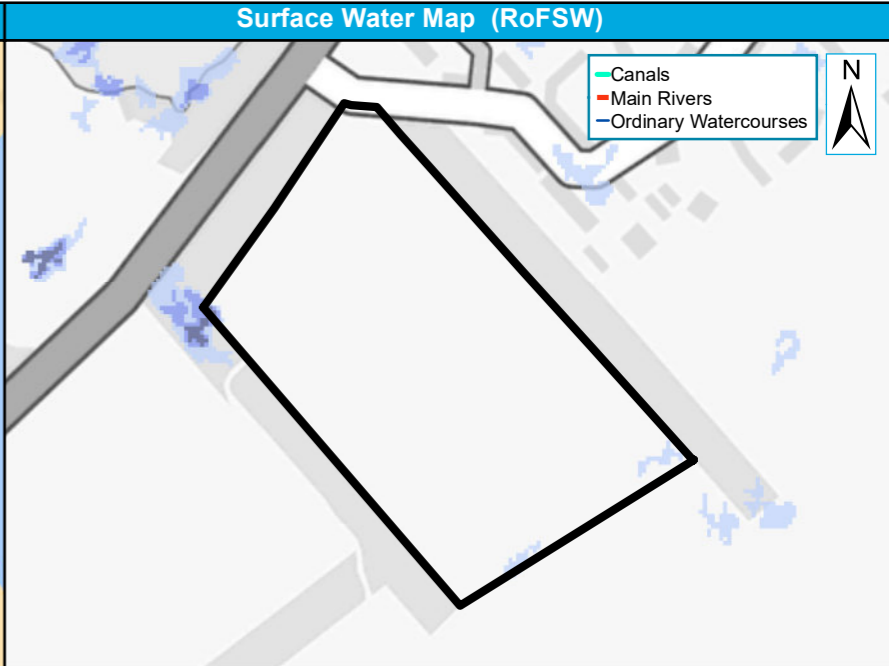 Surface Water Map (RoFSW)
Canals
Main Rivers
Ordinary Watercourses
N